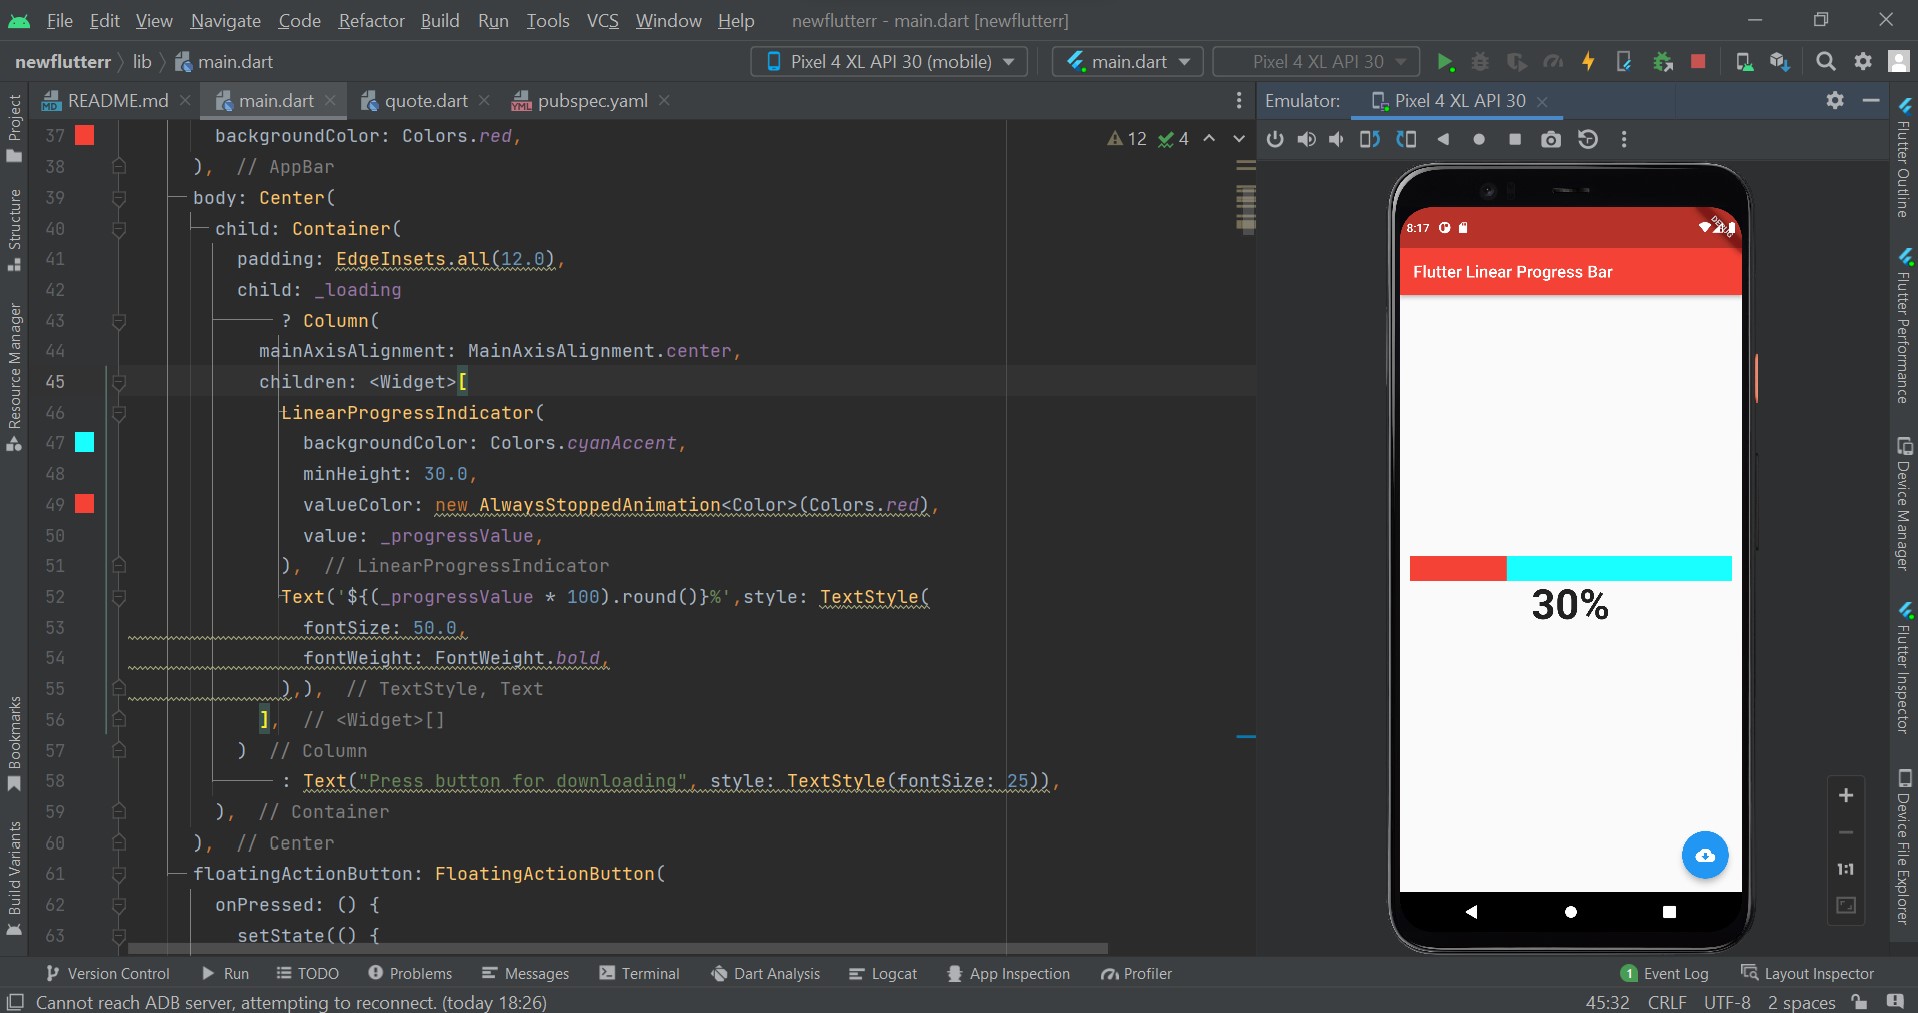 File Edit View Navigate Code Refactor Build Run Tools VCS Window Help newflutterr - main.dart [newflutterr]
newflutterr lib main.dart Pixel 4 XL API 30 (mobile) main.dart Pixel 4 XL API 30
README.md main.dart quote.dart pubspec.yaml Emulator: Pixel 4 XL API 30
MD YML
12 4
Project
Structure
Resource Manager
Bookmarks
Build Variants
37 backgroundColor: Colors.red,
38 ), // AppBar
39 body: Center(
40 child: Container(
41 padding: EdgeInsets.all(12.0),
42 child: _loading
43 ? Column(
44 mainAxisAlignment: MainAxisAlignment.center,
45 children: <Widget>[
46 LinearProgressIndicator(
47 backgroundColor: Colors.cyanAccent,
48 minHeight: 30.0,
49 valueColor: new AlwaysStoppedAnimation<Color>(Colors.red),
50 value: _progressValue,
51 ), // LinearProgressIndicator
52 Text('${(_progressValue * 100).round()}%',style: TextStyle(
53 fontSize: 50.0,
54 fontWeight: FontWeight.bold,
55 ),), // TextStyle, Text
56 ], // <Widget>[]
57 ) // Column
58 : Text("Press button for downloading", style: TextStyle(fontSize: 25)),
59 ), // Container
60 ), // Center
61 floatingActionButton: FloatingActionButton(
62 onPressed: () {
63 setState(() {
8:17
DEBUG
Flutter Linear Progress Bar
30%
1:1
Flutter Outline
Flutter Performance
Device Manager
Flutter Inspector
Device File Explorer
Version Control Run TODO Problems Messages Terminal Dart Analysis Logcat App Inspection Profiler 1 Event Log Layout Inspector
Cannot reach ADB server, attempting to reconnect. (today 18:26) 45:32 CRLF UTF-8 2 spaces